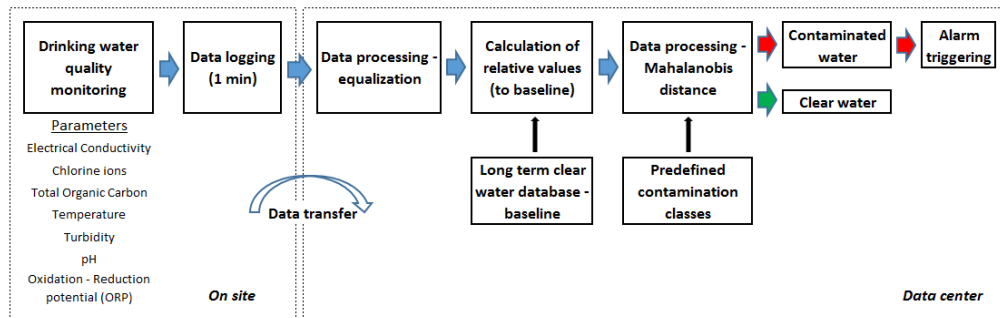 Drinking water
quality
monitoring
Data logging
(1 min)
Data processing -
equalization
Calculation of
relative values
(to baseline)
Data processing -
Mahalanobis
distance
Contaminated
water
Alarm
triggering
Clear water
Parameters
Electrical Conductivity
Chlorine ions
Total Organic Carbon
Temperature
Turbidity
pH
Oxidation - Reduction
potential (ORP)
Data transfer
Long term clear
water database -
baseline
Predefined
contamination
classes
On site
Data center